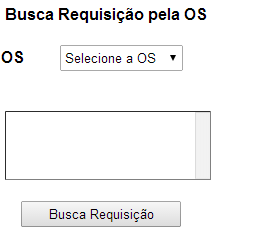 Busca Requisição pela OS
OS Selecione a OS
Busca Requisição